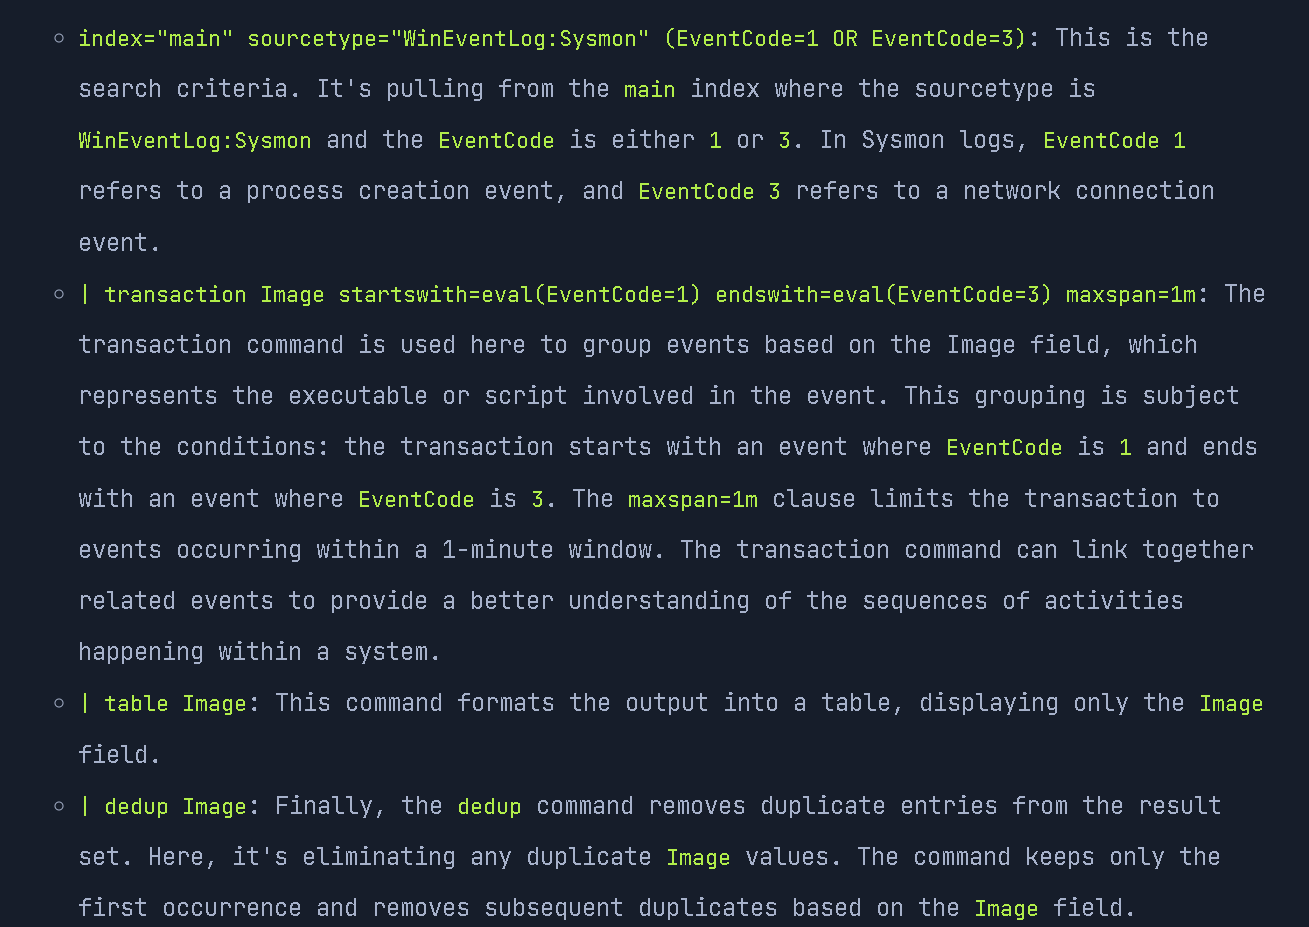 index="main" sourcetype="WinEventLog:Sysmon" (EventCode=1 OR EventCode=3): This is the
search criteria. It's pulling from the main index where the sourcetype is
WinEventLog:Sysmon and the EventCode is either 1 or 3. In Sysmon logs, EventCode 1
refers to a process creation event, and EventCode 3 refers to a network connection
event.
| transaction Image startswith=eval(EventCode=1) endswith=eval(EventCode=3) maxspan=1m: The
transaction command is used here to group events based on the Image field, which
represents the executable or script involved in the event. This grouping is subject
to the conditions: the transaction starts with an event where EventCode is 1 and ends
with an event where EventCode is 3. The maxspan=1m clause limits the transaction to
events occurring within a 1-minute window. The transaction command can link together
related events to provide a better understanding of the sequences of activities
happening within a system.
| table Image: This command formats the output into a table, displaying only the Image
field.
| dedup Image: Finally, the dedup command removes duplicate entries from the result
set. Here, it's eliminating any duplicate Image values. The command keeps only the
first occurrence and removes subsequent duplicates based on the Image field.